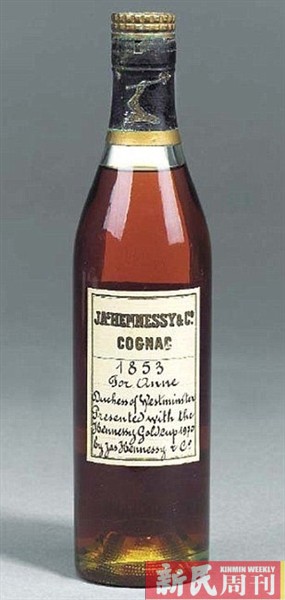 JAS HENNESSY & Co.
COGNAC
1853
For Anne
Duchess of Westminster
Presented with the
Hennessy Gold cup
by Jas Hennessy & Co.
XINMIN WEEKLY
新民周刊